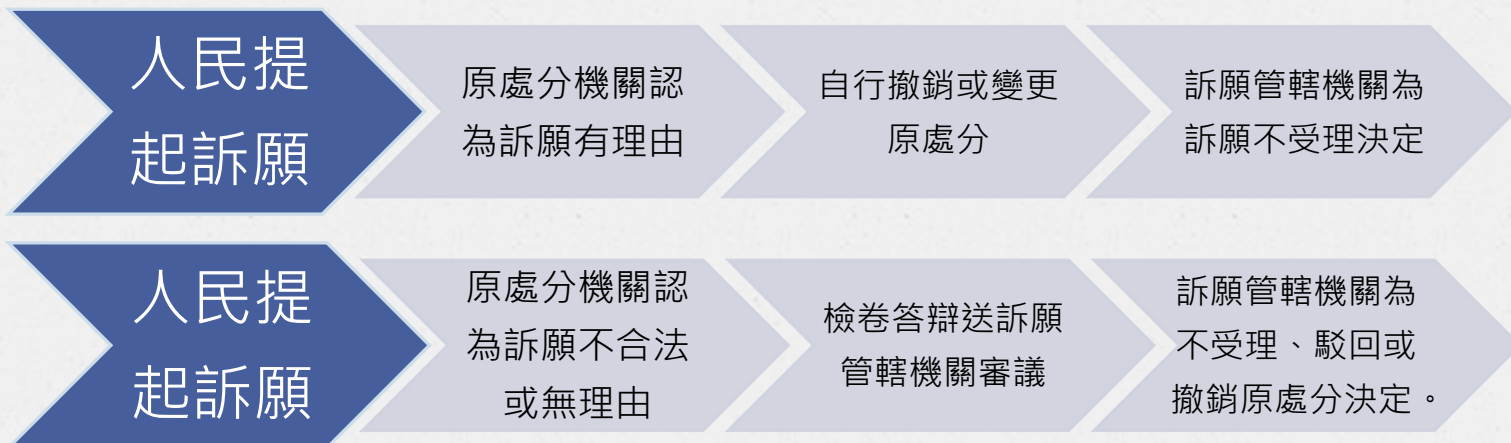 人民提
起訴願
原處分機關認
為訴願有理由
自行撤銷或變更
原處分
訴願管轄機關為
訴願不受理決定
人民提
起訴願
原處分機關認
為訴願不合法
或無理由
檢卷答辯送訴願
管轄機關審議
訴願管轄機關為
不受理、駁回或
撤銷原處分決定。